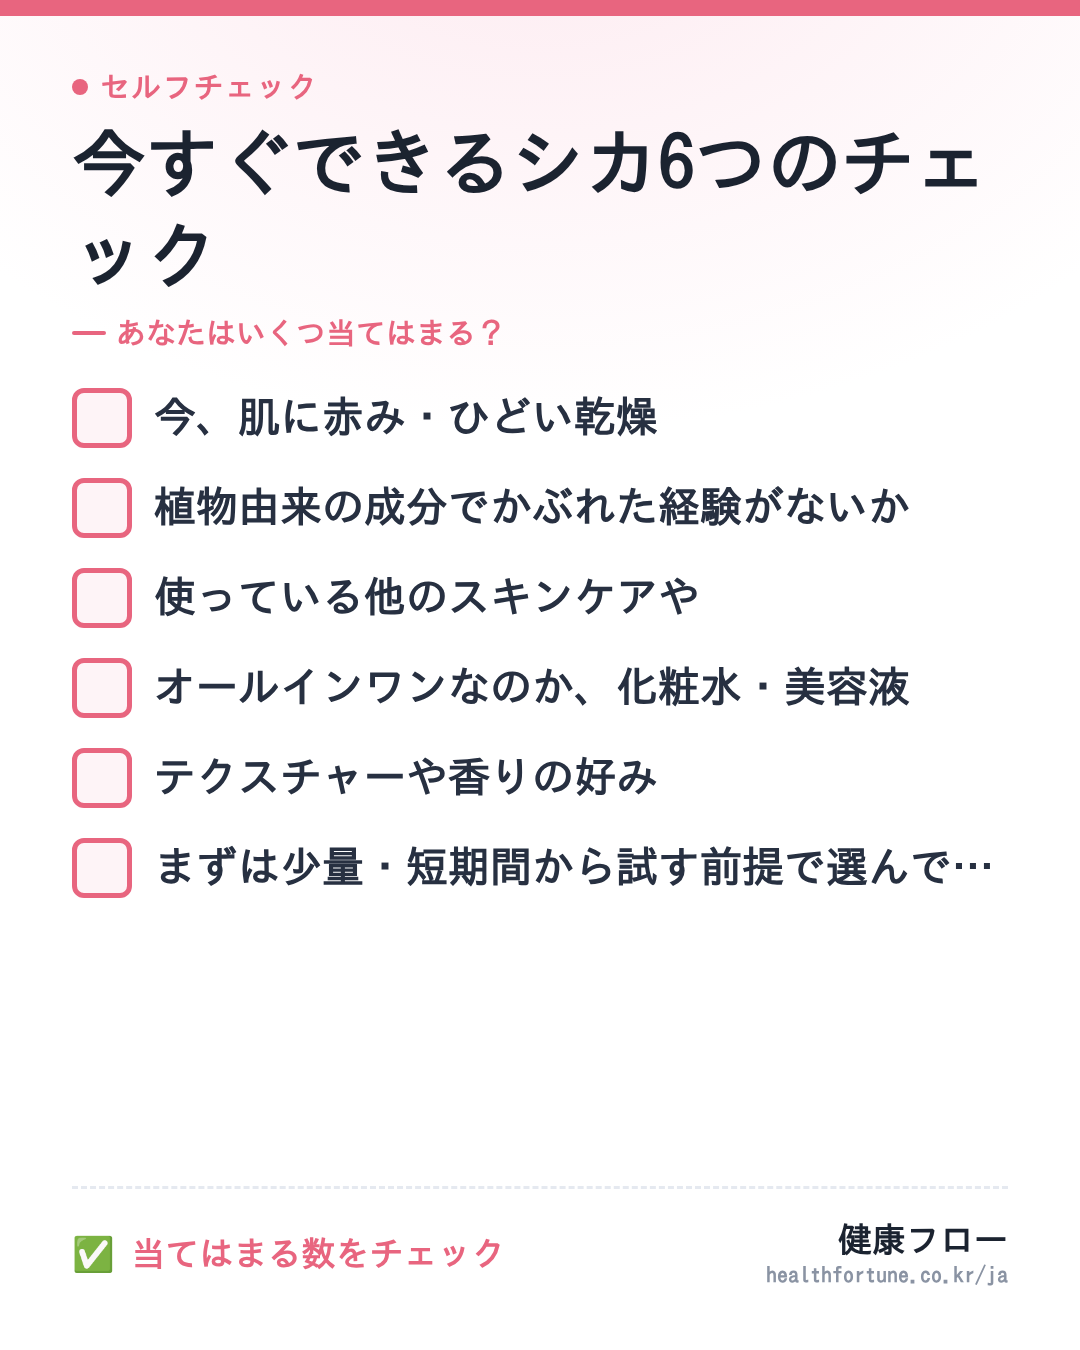 セルフチェック
今すぐできるシカ6つのチェ
ック
— あなたはいくつ当てはまる？
今、肌に赤み・ひどい乾燥
植物由来の成分でかぶれた経験がないか
使っている他のスキンケアや
オールインワンなのか、化粧水・美容液
テクスチャーや香りの好み
まずは少量・短期間から試す前提で選んで…
✅ 当てはまる数をチェック
健康フロー
healthfortune.co.kr/ja